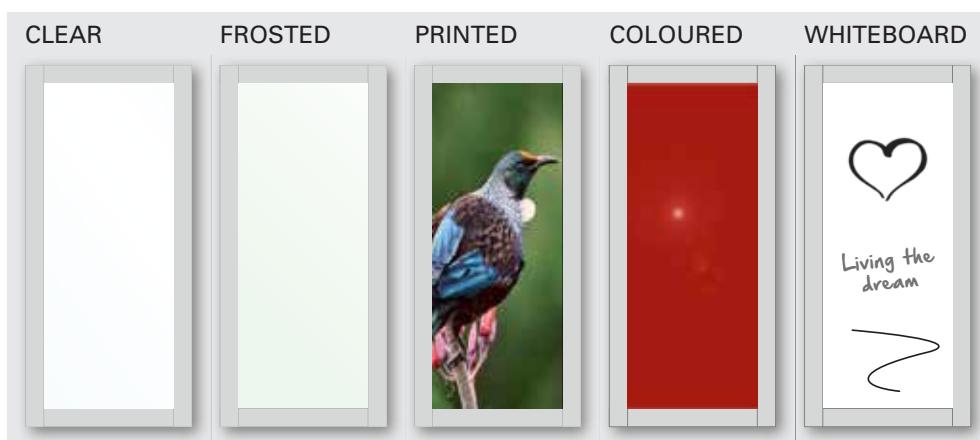 CLEAR
FROSTED
PRINTED
COLOURED
WHITEBOARD
Living the
dream